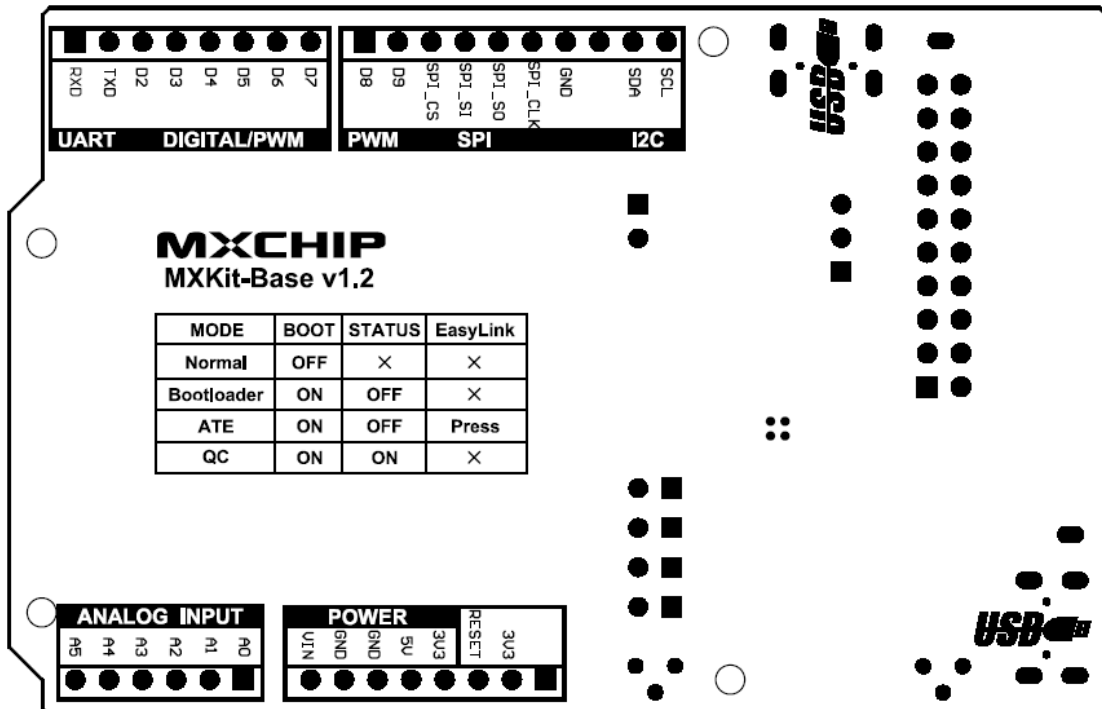 RXD TXD D2 D3 D4 D5 D6 D7
UART DIGITAL/PWM
D8 D9 SPI_CS SPI_SI SPI_SO SPI_CLK GND SDA SCL
PWM SPI I2C
USB
MXCHIP
MXKit-Base v1.2
MODE BOOT STATUS EasyLink
Normal OFF × ×
Bootloader ON OFF ×
ATE ON OFF Press
QC ON ON ×
ANALOG INPUT
A5 A4 A3 A2 A1 A0
POWER
VIN GND GND 5V 3V3 RESET 3V3
USB